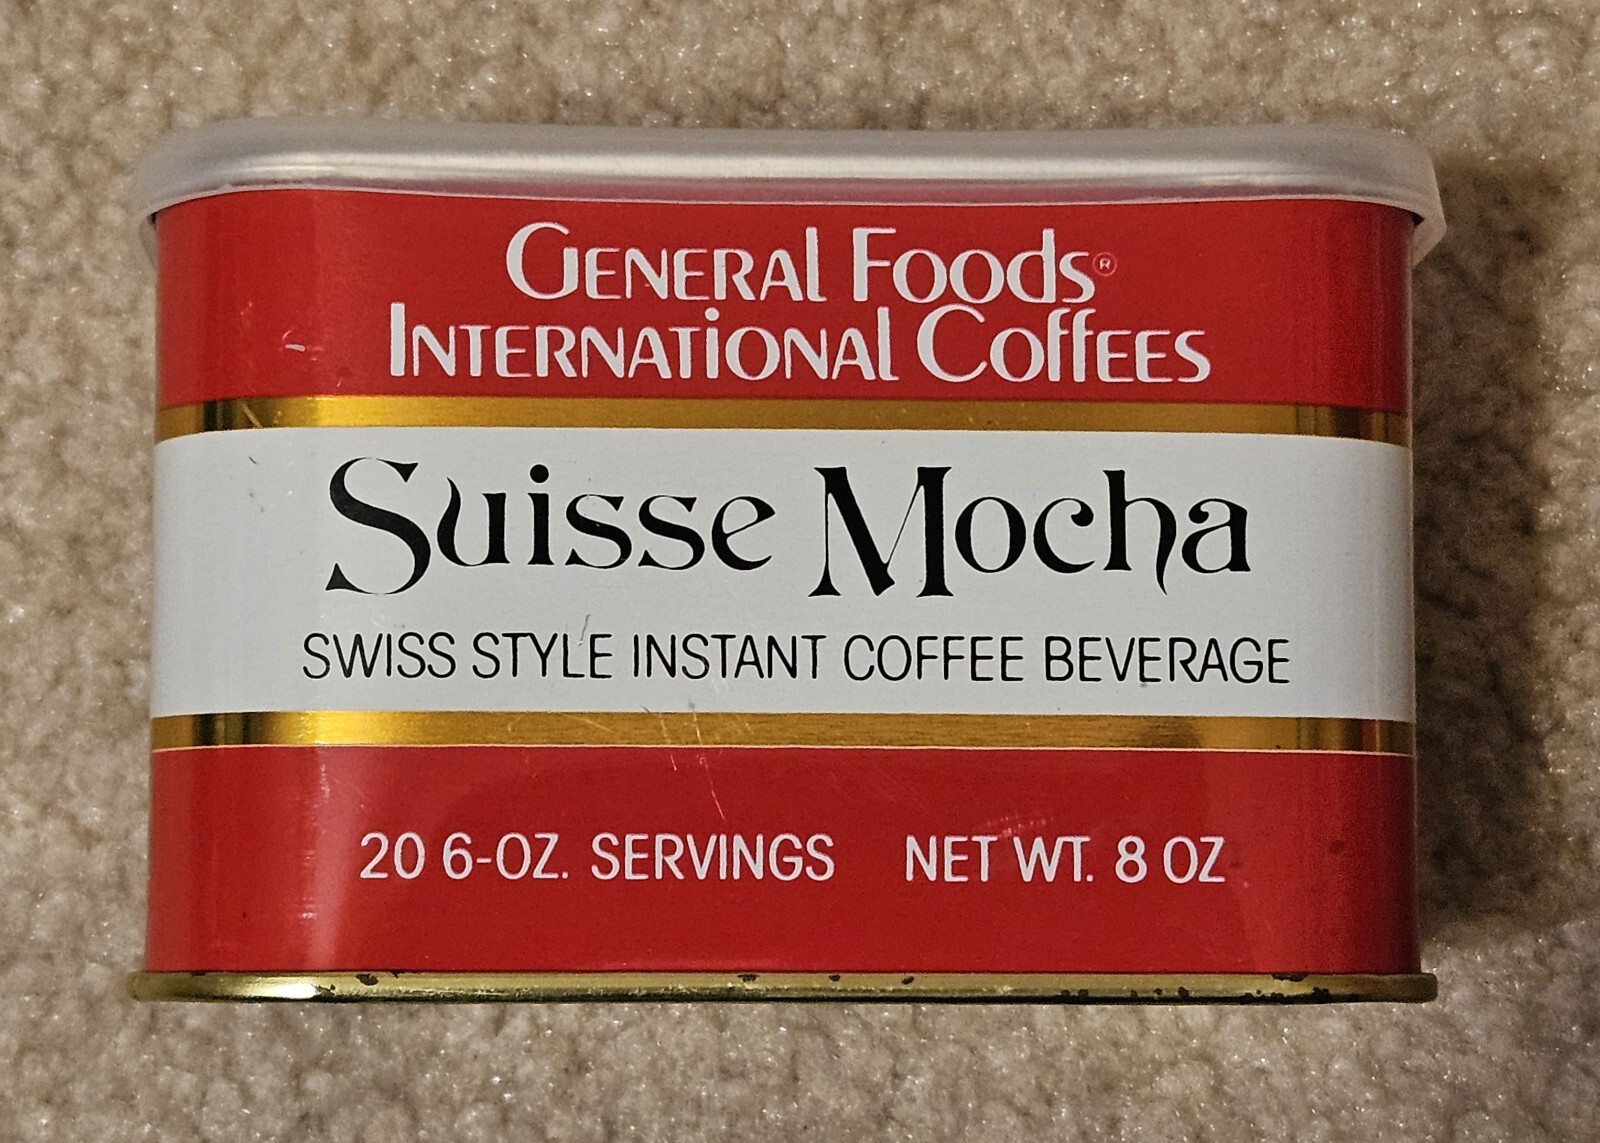 GENERAL FOODS®
INTERNATIONAL COFFEES
Suisse Mocha
SWISS STYLE INSTANT COFFEE BEVERAGE
20 6-OZ. SERVINGS NET WT. 8 OZ